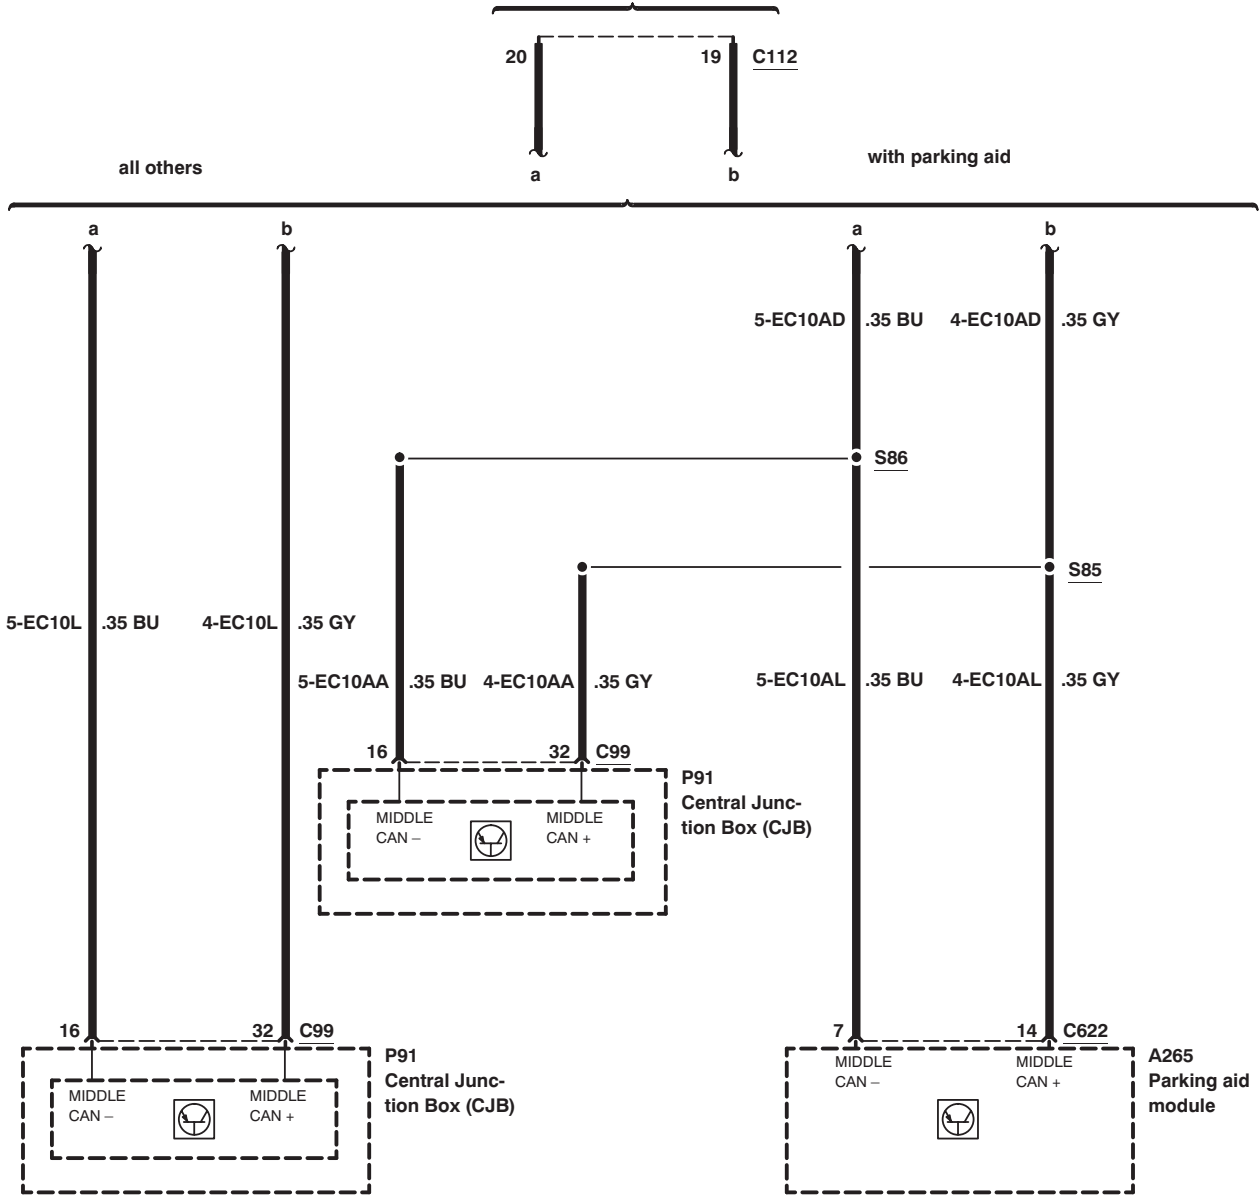 20
19
C112
all others
a
b
with parking aid
a
b
a
b
5-EC10AD
.35 BU
4-EC10AD
.35 GY
S86
S85
5-EC10L
.35 BU
4-EC10L
.35 GY
5-EC10AA
.35 BU
4-EC10AA
.35 GY
5-EC10AL
.35 BU
4-EC10AL
.35 GY
16
32
C99
P91
Central Junc-
tion Box (CJB)
MIDDLE
CAN –
MIDDLE
CAN +
16
32
C99
P91
Central Junc-
tion Box (CJB)
MIDDLE
CAN –
MIDDLE
CAN +
7
14
C622
MIDDLE
CAN –
MIDDLE
CAN +
A265
Parking aid
module